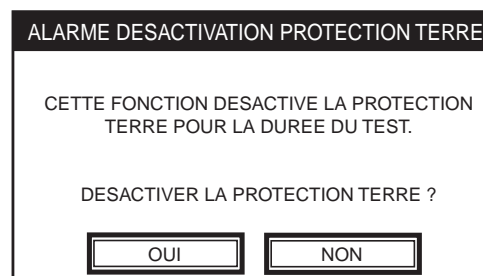 ALARME DESACTIVATION PROTECTION TERRE
CETTE FONCTION DESACTIVE LA PROTECTION
TERRE POUR LA DUREE DU TEST.
DESACTIVER LA PROTECTION TERRE ?
OUI NON